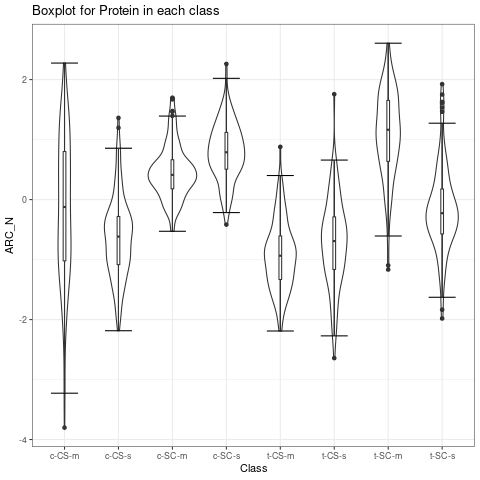 Boxplot for Protein in each class
ARC_N
2
0
-2
-4
c-CS-m c-CS-s c-SC-m c-SC-s t-CS-m t-CS-s t-SC-m t-SC-s
Class